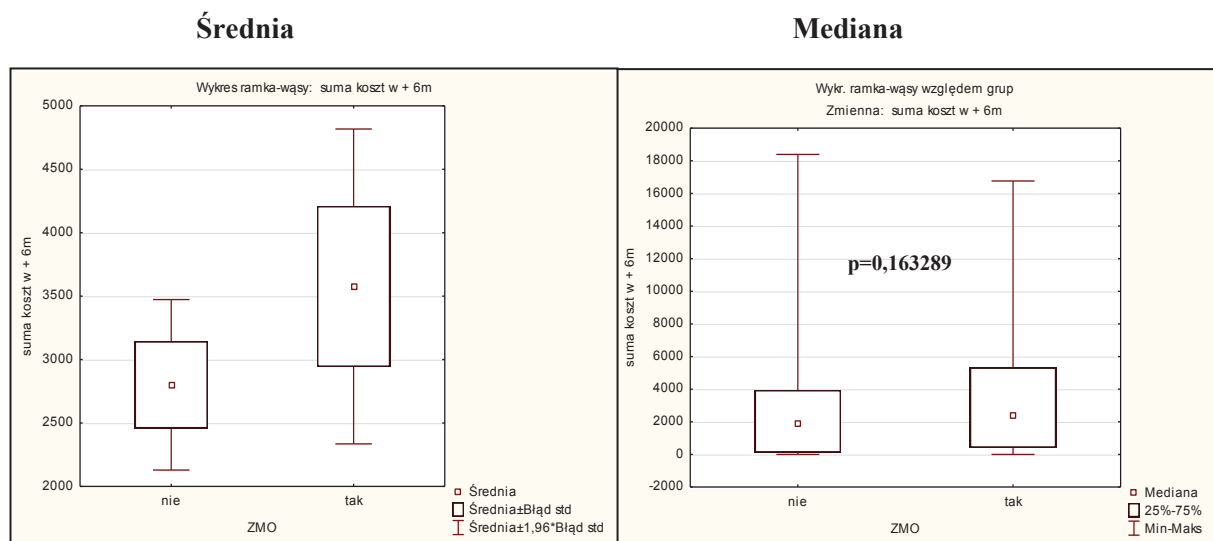 Średnia
Wykres ramka-wąsy: suma koszt w + 6m
suma koszt w + 6m
5000
4500
4000
3500
3000
2500
2000
nie
tak
ZMO
Średnia
Średnia±Błąd std
Średnia±1,96*Błąd std
Mediana
Wykr. ramka-wąsy względem grup
Zmienna: suma koszt w + 6m
suma koszt w + 6m
20000
18000
16000
14000
12000
10000
8000
6000
4000
2000
0
-2000
p=0,163289
nie
tak
ZMO
Mediana
25%-75%
Min-Maks